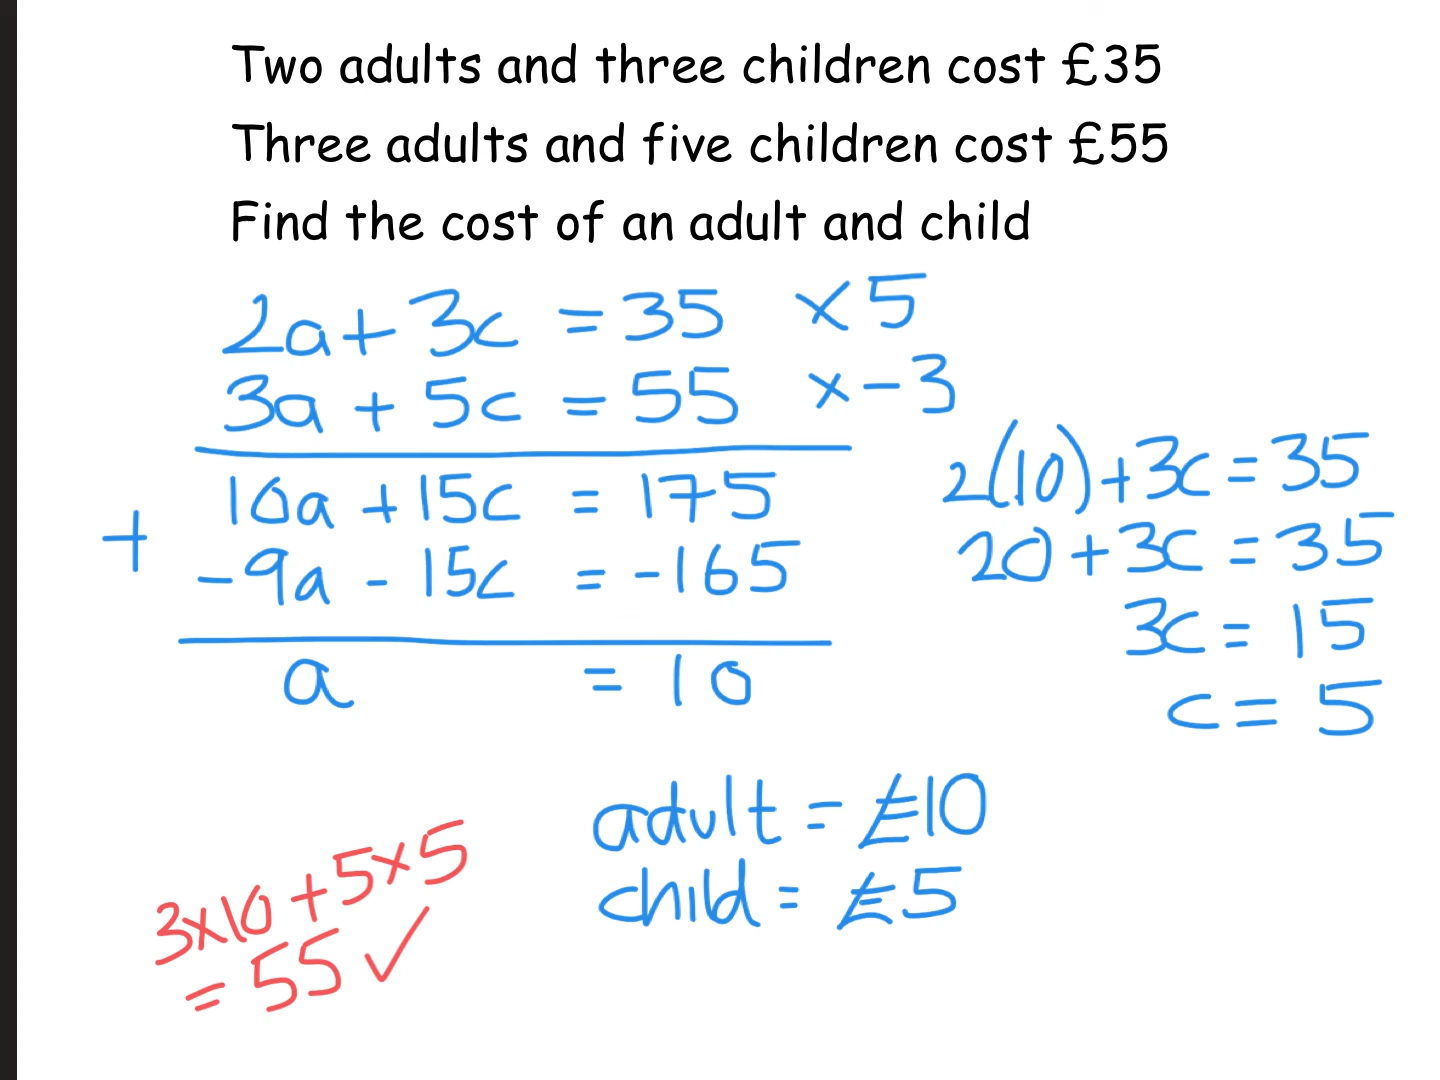 Two adults and three children cost £35
Three adults and five children cost £55
Find the cost of an adult and child
2a + 3c = 35 × 5
3a + 5c = 55 × - 3
10a + 15c = 175
+
-9a - 15c = -165
a = 10
2(10) + 3c = 35
20 + 3c = 35
3c = 15
c = 5
adult = £10
child = £5
3×10 + 5×5
= 55 ✓